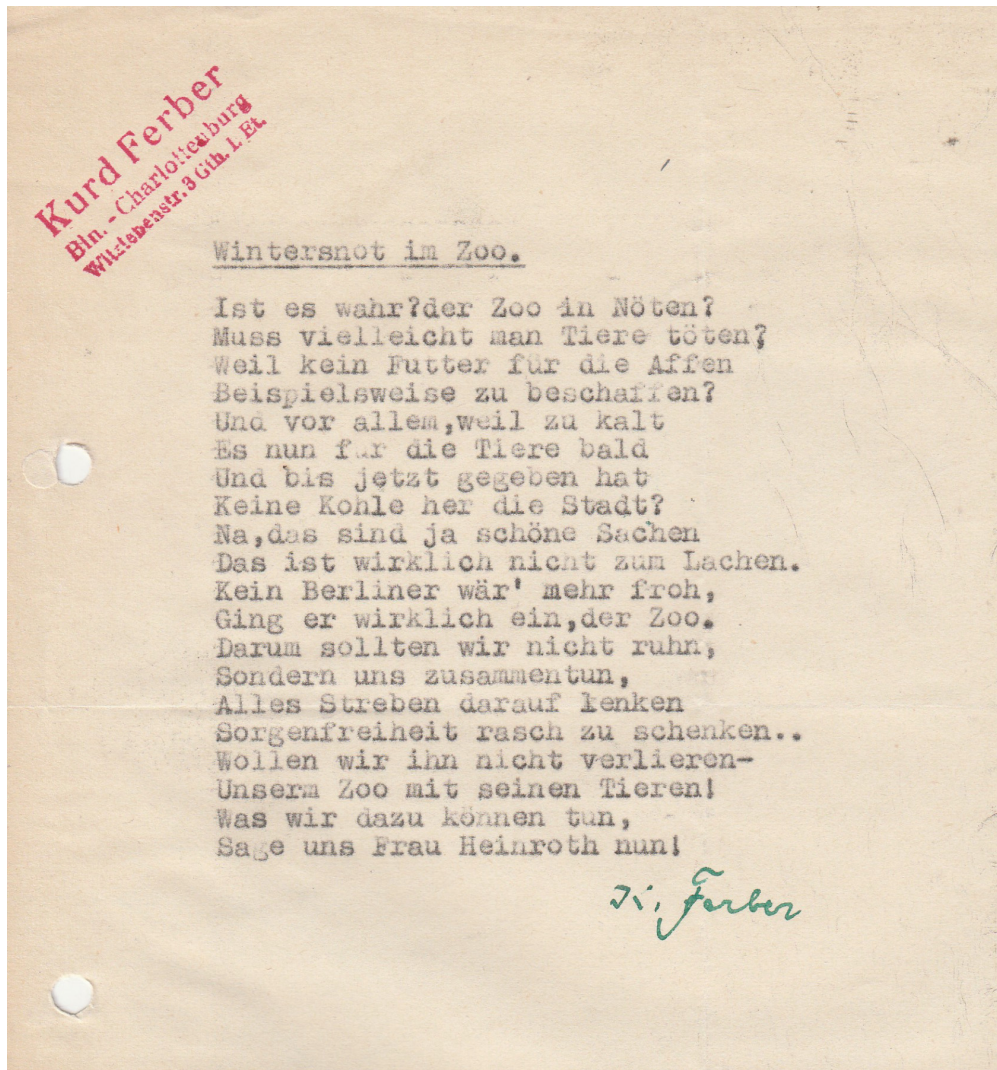 Kurd Ferber
Bln. - Charlottenburg
Witzlebenstr. 3 Gth. I. Et.
Wintersnot im Zoo.
Ist es wahr?der Zoo in Nöten?
Muss vielleicht man Tiere töten?
Weil kein Futter für die Affen
Beispielsweise zu beschaffen?
Und vor allem,weil zu kalt
Es nun für die Tiere bald
Und bis jetzt gegeben hat
Keine Kohle her die Stadt?
Na,das sind ja schöne Sachen
Das ist wirklich nicht zum Lachen.
Kein Berliner wär' mehr froh,
Ging er wirklich ein,der Zoo.
Darum sollten wir nicht ruhn,
Sondern uns zusammentun,
Alles Streben darauf lenken
Sorgenfreiheit rasch zu schenken..
Wollen wir ihn nicht verlieren-
Unserm Zoo mit seinen Tieren!
Was wir dazu können tun,
Sage uns Frau Heinroth nun!
K. Ferber